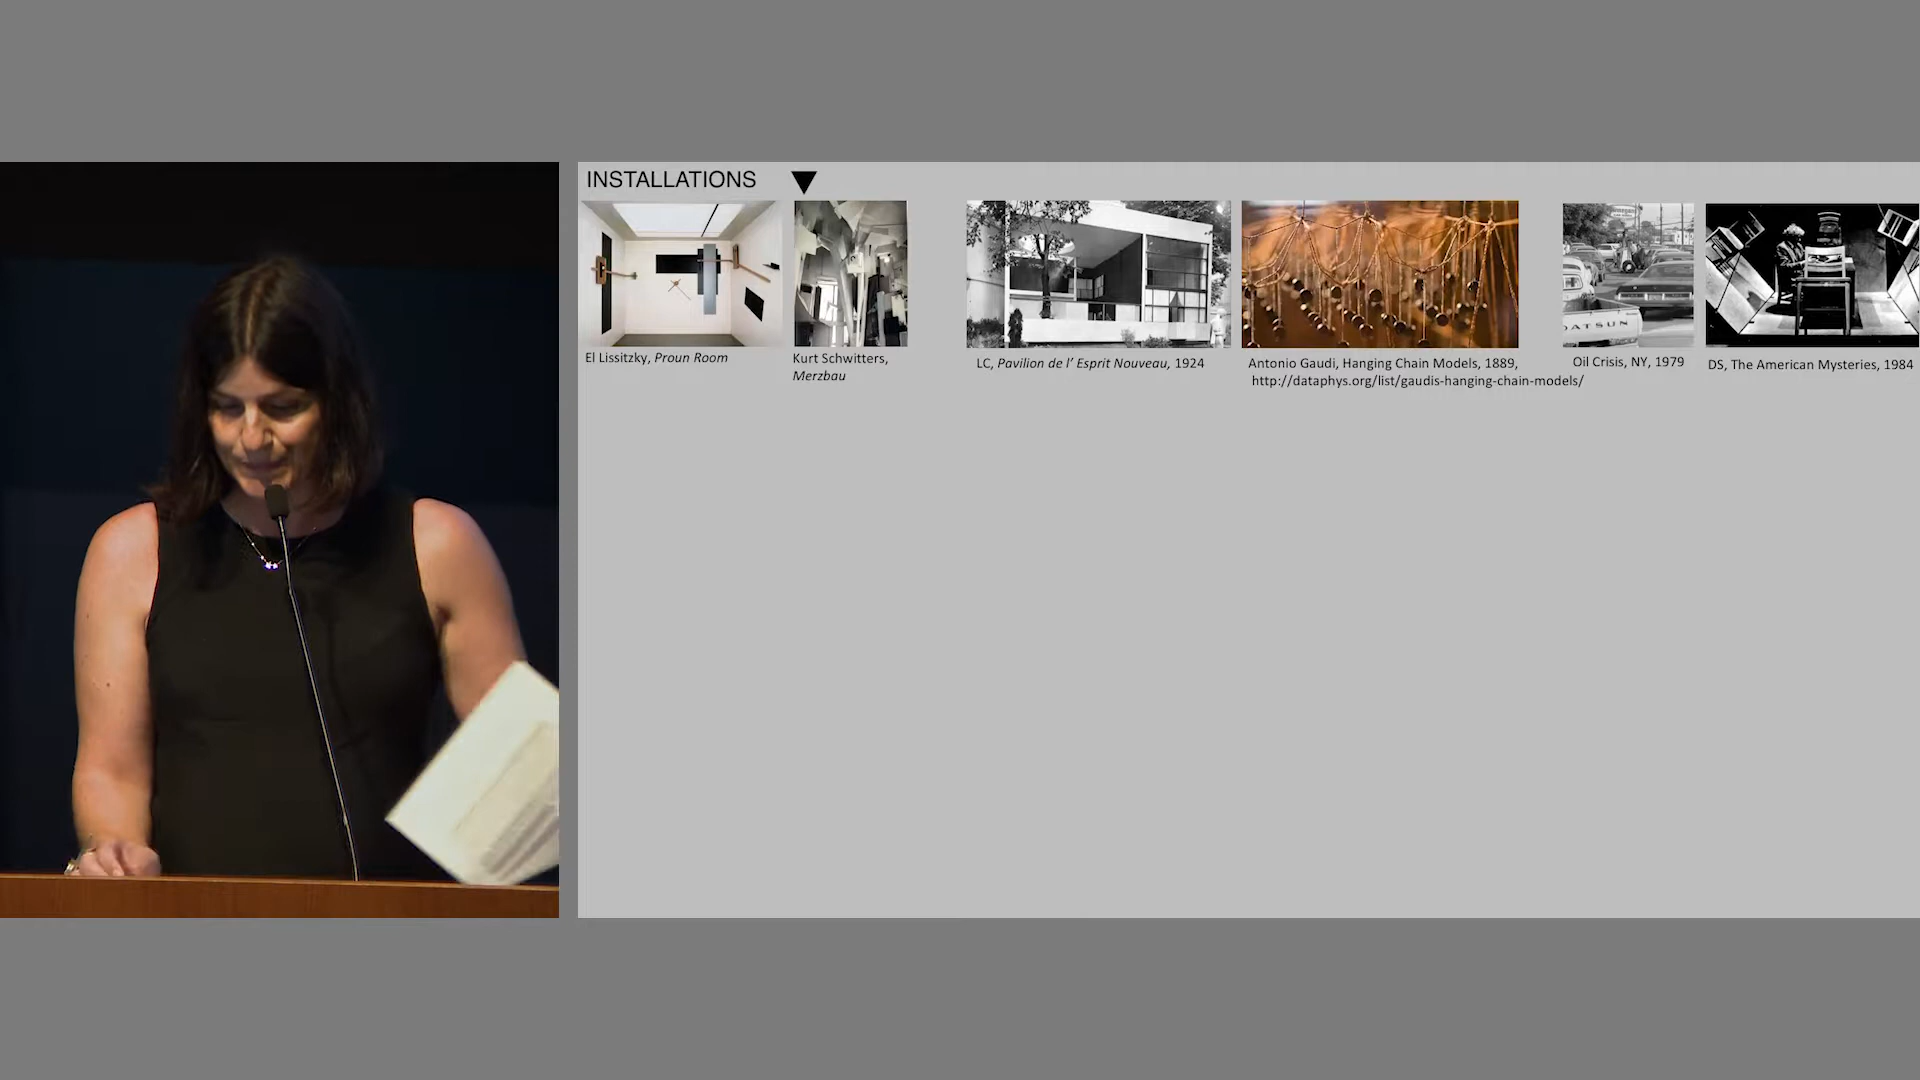 INSTALLATIONS
El Lissitzky, Proun Room
Kurt Schwitters,
Merzbau
LC, Pavilion de l’ Esprit Nouveau, 1924
Antonio Gaudi, Hanging Chain Models, 1889,
http://dataphys.org/list/gaudis-hanging-chain-models/
DATSUN
Oil Crisis, NY, 1979
DS, The American Mysteries, 1984